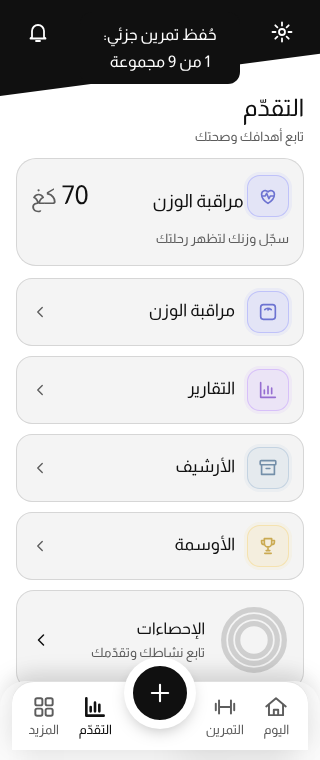 حُفظ تمرين جزئي:
1 من 9 مجموعة
التقدّم
تابع أهدافك وصحتك
مراقبة الوزن
70 كغ
سجّل وزنك لتظهر رحلتك
مراقبة الوزن
التقارير
الأرشيف
الأوسمة
الإحصاءات
تابع نشاطك وتقدّمك
اليوم
التمرين
التقدّم
المزيد